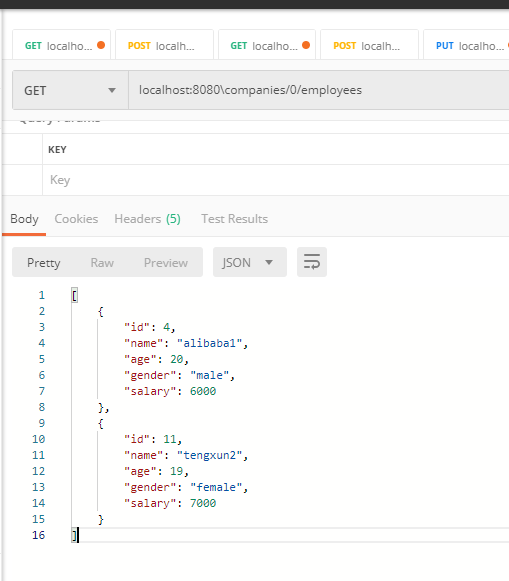 GET localho... POST localh... GET localho... POST localh... PUT localho...
GET localhost:8080\companies/0/employees
Query Params
KEY
Key
Body Cookies Headers (5) Test Results
Pretty Raw Preview JSON
1 [
2 {
3 "id": 4,
4 "name": "alibaba1",
5 "age": 20,
6 "gender": "male",
7 "salary": 6000
8 },
9 {
10 "id": 11,
11 "name": "tengxun2",
12 "age": 19,
13 "gender": "female",
14 "salary": 7000
15 }
16 ]